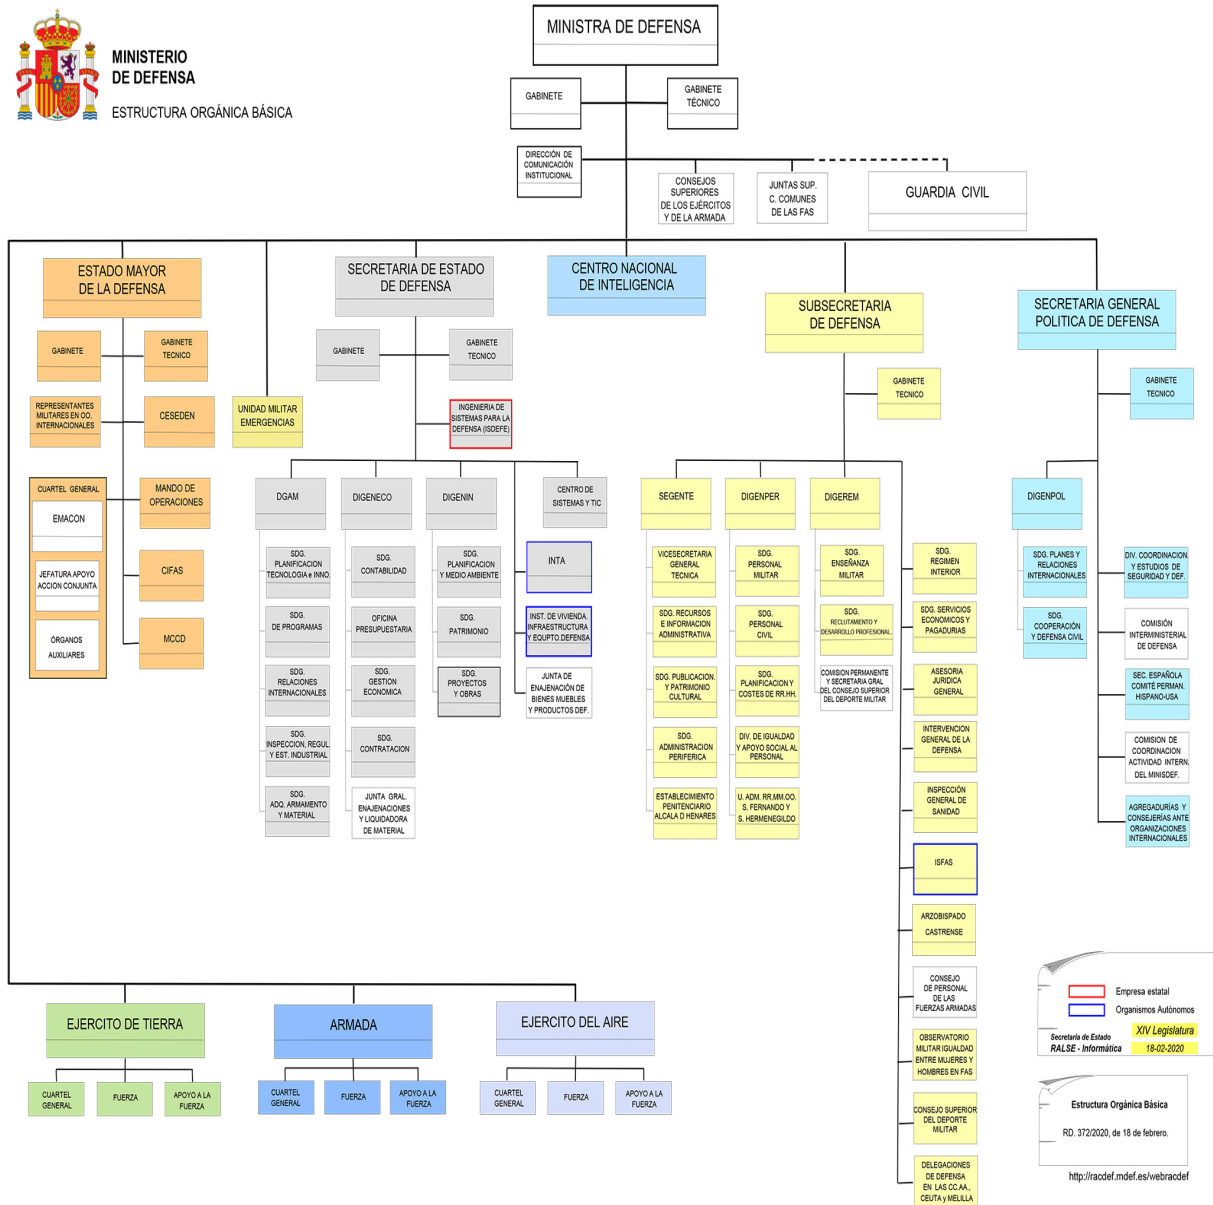 MINISTERIO
DE DEFENSA
ESTRUCTURA ORGÁNICA BÁSICA
MINISTRA DE DEFENSA
GABINETE
GABINETE
TÉCNICO
DIRECCIÓN DE
COMUNICACIÓN
INSTITUCIONAL
CONSEJOS
SUPERIORES
DE LOS EJÉRCITOS
Y DE LA ARMADA
JUNTAS SUP.
C. COMUNES
DE LAS FAS
GUARDIA CIVIL
ESTADO MAYOR
DE LA DEFENSA
GABINETE
GABINETE
TECNICO
REPRESENTANTES
MILITARES EN OO.
INTERNACIONALES
CESEDEN
CUARTEL GENERAL
EMACON
JEFATURA APOYO
ACCION CONJUNTA
ÓRGANOS
AUXILIARES
MANDO DE
OPERACIONES
CIFAS
MCCD
UNIDAD MILITAR
EMERGENCIAS
SECRETARIA DE ESTADO
DE DEFENSA
GABINETE
GABINETE
TECNICO
INGENIERIA DE
SISTEMAS PARA LA
DEFENSA (ISDEFE)
DGAM
SDG.
PLANIFICACION
TECNOLOGIA e INNO.
SDG.
DE PROGRAMAS
SDG.
RELACIONES
INTERNACIONALES
SDG.
INSPECCION, REGUL.
Y EST. INDUSTRIAL
SDG.
ADQ. ARMAMENTO
Y MATERIAL
DIGENECO
SDG.
CONTABILIDAD
OFICINA
PRESUPUESTARIA
SDG.
GESTION
ECONOMICA
SDG.
CONTRATACION
JUNTA GRAL.
ENAJENACIONES
Y LIQUIDADORA
DE MATERIAL
DIGENIN
SDG.
PLANIFICACION
Y MEDIO AMBIENTE
SDG.
PATRIMONIO
SDG.
PROYECTOS
Y OBRAS
CENTRO DE
SISTEMAS Y TIC
INTA
INST. DE VIVIENDA.
INFRAESTRUCTURA
Y EQUPTO.DEFENSA
JUNTA DE
ENAJENACIÓN DE
BIENES MUEBLES
Y PRODUCTOS DEF.
CENTRO NACIONAL
DE INTELIGENCIA
SUBSECRETARIA
DE DEFENSA
GABINETE
TECNICO
SEGENTE
VICESECRETARIA
GENERAL
TECNICA
SDG. RECURSOS
E INFORMACION
ADMINISTRATIVA
SDG. PUBLICACION.
Y PATRIMONIO
CULTURAL
SDG.
ADMINISTRACION
PERIFERICA
ESTABLECIMIENTO
PENITENCIARIO
ALCALA D HENARES
DIGENPER
SDG.
PERSONAL
MILITAR
SDG.
PERSONAL
CIVIL
SDG.
PLANIFICACION Y
COSTES DE RR.HH.
DIV. DE IGUALDAD
Y APOYO SOCIAL AL
PERSONAL
U. ADM. RR.MM.OO.
S. FERNANDO Y
S. HERMENEGILDO
DIGEREM
SDG.
ENSEÑANZA
MILITAR
SDG.
RECLUTAMIENTO Y
DESARROLLO PROFESIONAL.
COMISION PERMANENTE
Y SECRETARIA GRAL
DEL CONSEJO SUPERIOR
DEL DEPORTE MILITAR
SDG.
REGIMEN
INTERIOR
SDG. SERVICIOS
ECONOMICOS Y
PAGADURIAS
ASESORIA
JURIDICA
GENERAL
INTERVENCION
GENERAL DE LA
DEFENSA
INSPECCIÓN
GENERAL DE
SANIDAD
ISFAS
ARZOBISPADO
CASTRENSE
CONSEJO
DE PERSONAL
DE LAS
FUERZAS ARMADAS
OBSERVATORIO
MILITAR IGUALDAD
ENTRE MUJERES Y
HOMBRES EN FAS
CONSEJO SUPERIOR
DEL DEPORTE
MILITAR
DELEGACIONES
DE DEFENSA
EN LAS CC.AA.,
CEUTA y MELILLA
SECRETARIA GENERAL
POLITICA DE DEFENSA
GABINETE
TECNICO
DIGENPOL
SDG. PLANES Y
RELACIONES
INTERNACIONALES
SDG.
COOPERACIÓN
Y DEFENSA CIVIL
DIV. COORDINACION.
Y ESTUDIOS DE
SEGURIDAD Y DEF.
COMISIÓN
INTERMINISTERIAL
DE DEFENSA
SEC. ESPAÑOLA
COMITÉ PERMAN.
HISPANO-USA
COMISION DE
COORDINACION
ACTIVIDAD INTERN.
DEL MINISDEF.
AGREGADURÍAS Y
CONSEJERÍAS ANTE
ORGANIZACIONES
INTERNACIONALES
EJERCITO DE TIERRA
CUARTEL
GENERAL
FUERZA
APOYO A LA
FUERZA
ARMADA
CUARTEL
GENERAL
FUERZA
APOYO A LA
FUERZA
EJERCITO DEL AIRE
CUARTEL
GENERAL
FUERZA
APOYO A LA
FUERZA
Empresa estatal
Organismos Autónomos
Secretaria de Estado
RALSE - Informática
XIV Legislatura
18-02-2020
Estructura Orgánica Básica
RD. 372/2020, de 18 de febrero.
http://racdef.mdef.es/webracdef